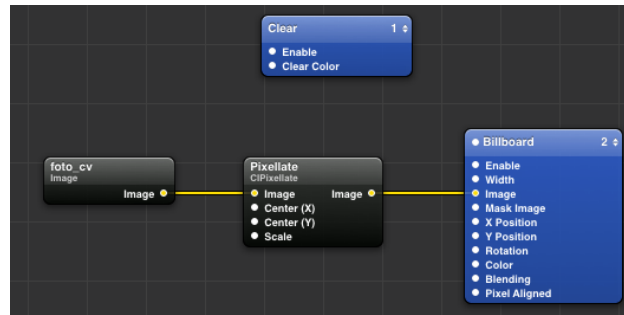 Clear 1
Enable
Clear Color
foto_cv
Image
Image
Pixellate
CIPixellate
Image Image
Center (X)
Center (Y)
Scale
Billboard 2
Enable
Width
Image
Mask Image
X Position
Y Position
Rotation
Color
Blending
Pixel Aligned